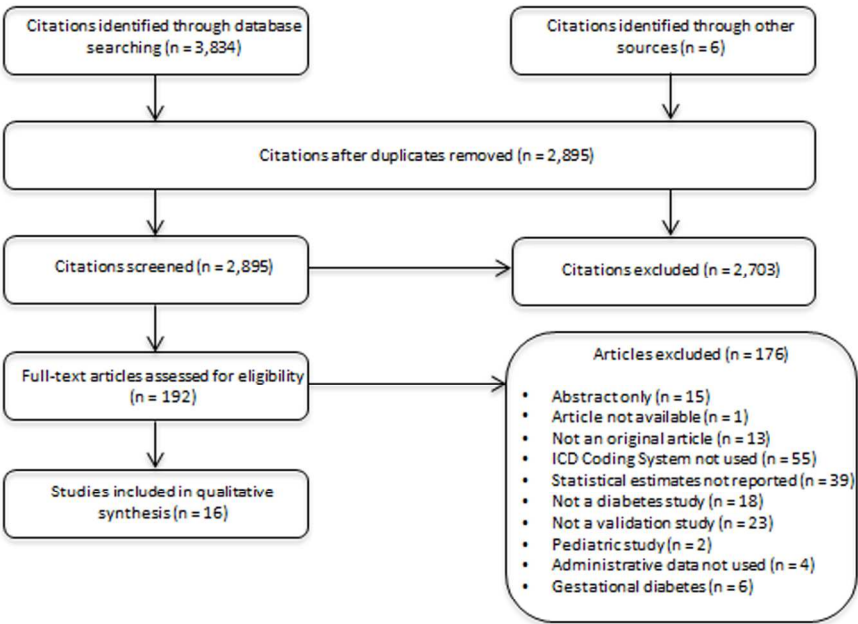 Citations identified through database
searching (n = 3,834)
Citations identified through other
sources (n = 6)
Citations after duplicates removed (n = 2,895)
Citations screened (n = 2,895)
Citations excluded (n = 2,703)
Full-text articles assessed for eligibility
(n = 192)
Articles excluded (n = 176)
• Abstract only (n = 15)
• Article not available (n = 1)
• Not an original article (n = 13)
• ICD Coding System not used (n = 55)
• Statistical estimates not reported (n = 39)
• Not a diabetes study (n = 18)
• Not a validation study (n = 23)
• Pediatric study (n = 2)
• Administrative data not used (n = 4)
• Gestational diabetes (n = 6)
Studies included in qualitative
synthesis (n = 16)